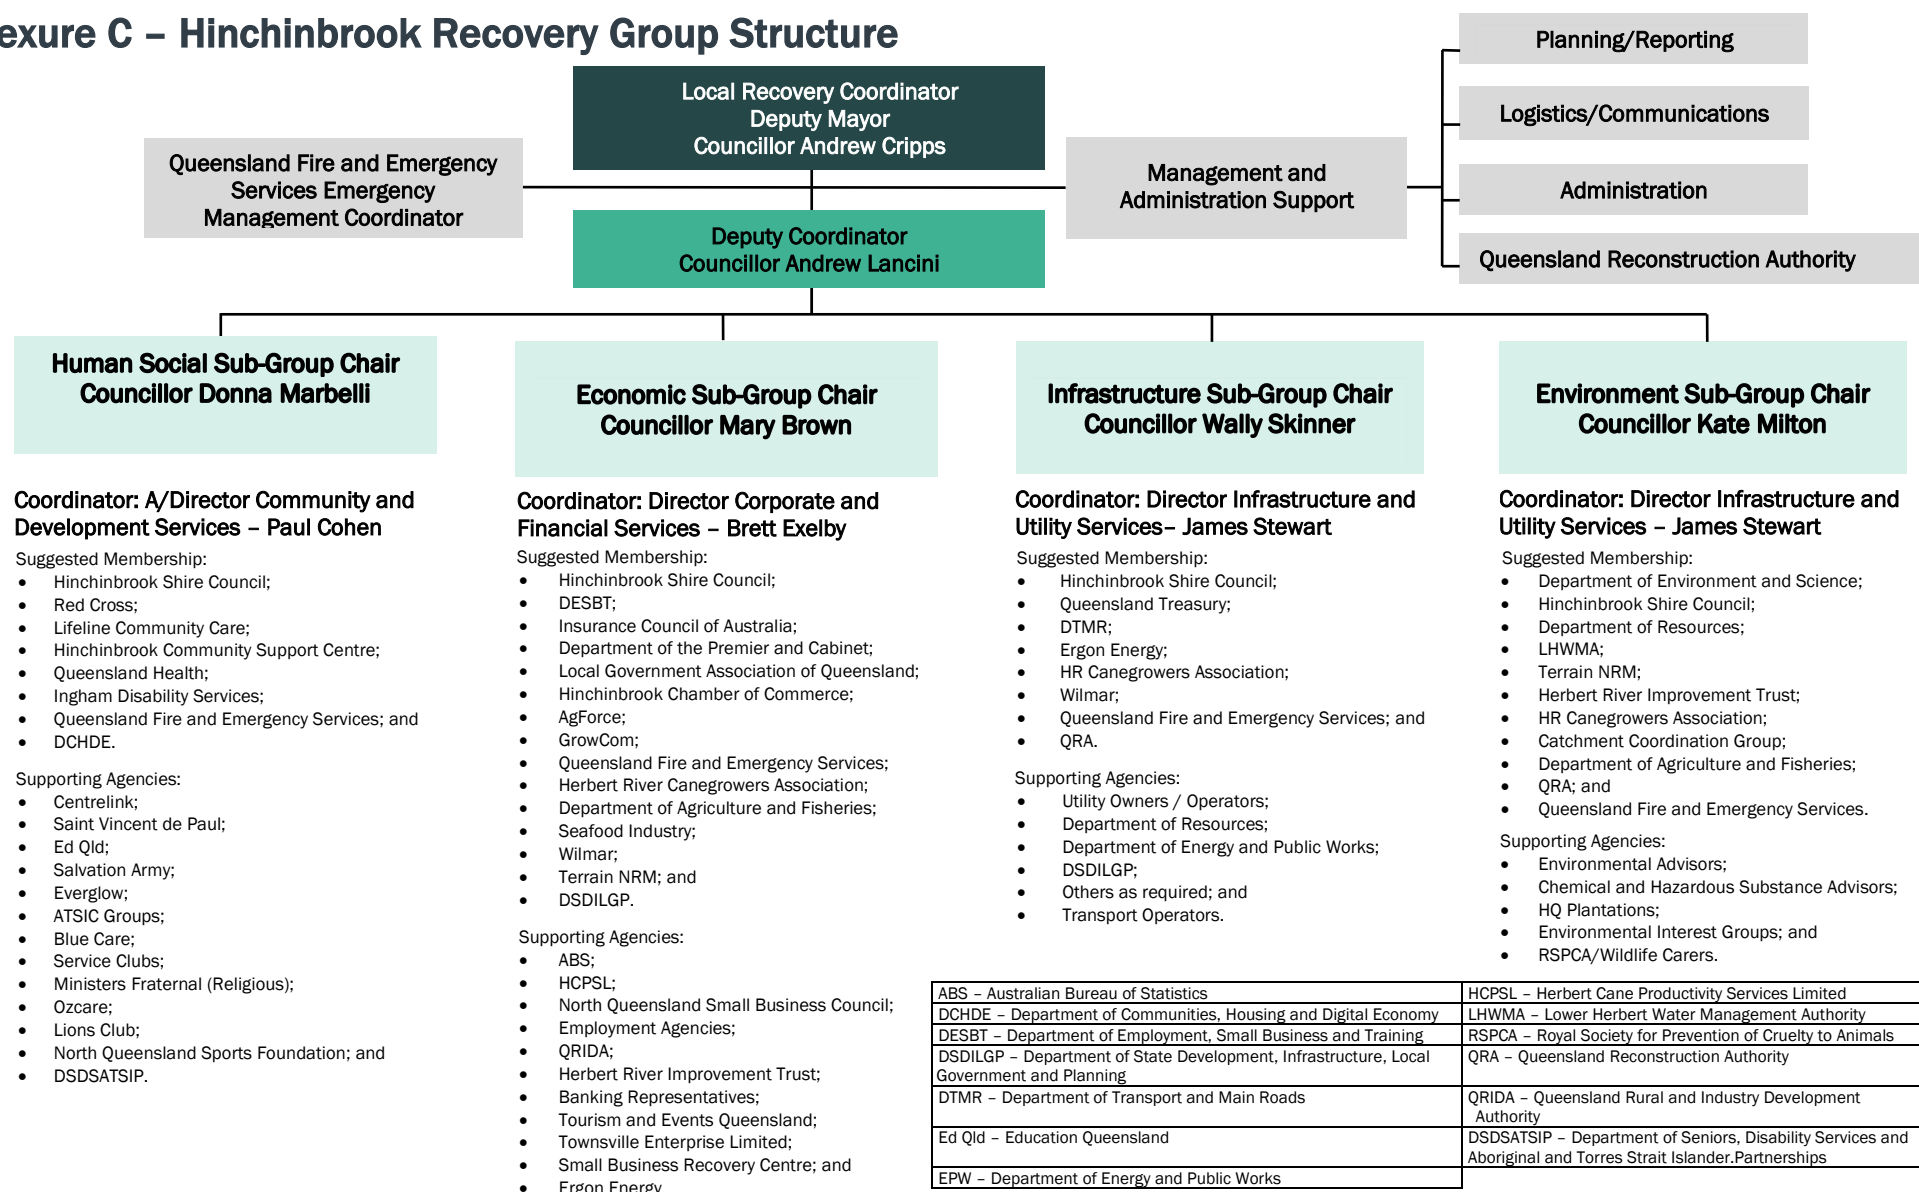 exure C – Hinchinbrook Recovery Group Structure
Local Recovery Coordinator
Deputy Mayor
Councillor Andrew Cripps
Queensland Fire and Emergency
Services Emergency
Management Coordinator
Management and
Administration Support
Planning/Reporting
Logistics/Communications
Administration
Queensland Reconstruction Authority
Deputy Coordinator
Councillor Andrew Lancini
Human Social Sub-Group Chair
Councillor Donna Marbelli
Coordinator: A/Director Community and
Development Services – Paul Cohen
Suggested Membership:
• Hinchinbrook Shire Council;
• Red Cross;
• Lifeline Community Care;
• Hinchinbrook Community Support Centre;
• Queensland Health;
• Ingham Disability Services;
• Queensland Fire and Emergency Services; and
• DCHDE.
Supporting Agencies:
• Centrelink;
• Saint Vincent de Paul;
• Ed Qld;
• Salvation Army;
• Everglow;
• ATSIC Groups;
• Blue Care;
• Service Clubs;
• Ministers Fraternal (Religious);
• Ozcare;
• Lions Club;
• North Queensland Sports Foundation; and
• DSDSATSIP.
Economic Sub-Group Chair
Councillor Mary Brown
Coordinator: Director Corporate and
Financial Services – Brett Exelby
Suggested Membership:
• Hinchinbrook Shire Council;
• DESBT;
• Insurance Council of Australia;
• Department of the Premier and Cabinet;
• Local Government Association of Queensland;
• Hinchinbrook Chamber of Commerce;
• AgForce;
• GrowCom;
• Queensland Fire and Emergency Services;
• Herbert River Canegrowers Association;
• Department of Agriculture and Fisheries;
• Seafood Industry;
• Wilmar;
• Terrain NRM; and
• DSDILGP.
Supporting Agencies:
• ABS;
• HCPSL;
• North Queensland Small Business Council;
• Employment Agencies;
• QRIDA;
• Herbert River Improvement Trust;
• Banking Representatives;
• Tourism and Events Queensland;
• Townsville Enterprise Limited;
• Small Business Recovery Centre; and
• Ergon Energy
Infrastructure Sub-Group Chair
Councillor Wally Skinner
Coordinator: Director Infrastructure and
Utility Services– James Stewart
Suggested Membership:
• Hinchinbrook Shire Council;
• Queensland Treasury;
• DTMR;
• Ergon Energy;
• HR Canegrowers Association;
• Wilmar;
• Queensland Fire and Emergency Services; and
• QRA.
Supporting Agencies:
• Utility Owners / Operators;
• Department of Resources;
• Department of Energy and Public Works;
• DSDILGP;
• Others as required; and
• Transport Operators.
Environment Sub-Group Chair
Councillor Kate Milton
Coordinator: Director Infrastructure and
Utility Services – James Stewart
Suggested Membership:
• Department of Environment and Science;
• Hinchinbrook Shire Council;
• Department of Resources;
• LHWMA;
• Terrain NRM;
• Herbert River Improvement Trust;
• HR Canegrowers Association;
• Catchment Coordination Group;
• Department of Agriculture and Fisheries;
• QRA; and
• Queensland Fire and Emergency Services.
Supporting Agencies:
• Environmental Advisors;
• Chemical and Hazardous Substance Advisors;
• HQ Plantations;
• Environmental Interest Groups; and
• RSPCA/Wildlife Carers.
ABS – Australian Bureau of Statistics
HCPSL – Herbert Cane Productivity Services Limited
DCHDE – Department of Communities, Housing and Digital Economy
LHWMA – Lower Herbert Water Management Authority
DESBT – Department of Employment, Small Business and Training
RSPCA – Royal Society for Prevention of Cruelty to Animals
DSDILGP – Department of State Development, Infrastructure, Local
Government and Planning
QRA – Queensland Reconstruction Authority
DTMR – Department of Transport and Main Roads
QRIDA – Queensland Rural and Industry Development
Authority
Ed Qld – Education Queensland
DSDSATSIP – Department of Seniors, Disability Services and
Aboriginal and Torres Strait Islander.Partnerships
EPW – Department of Energy and Public Works